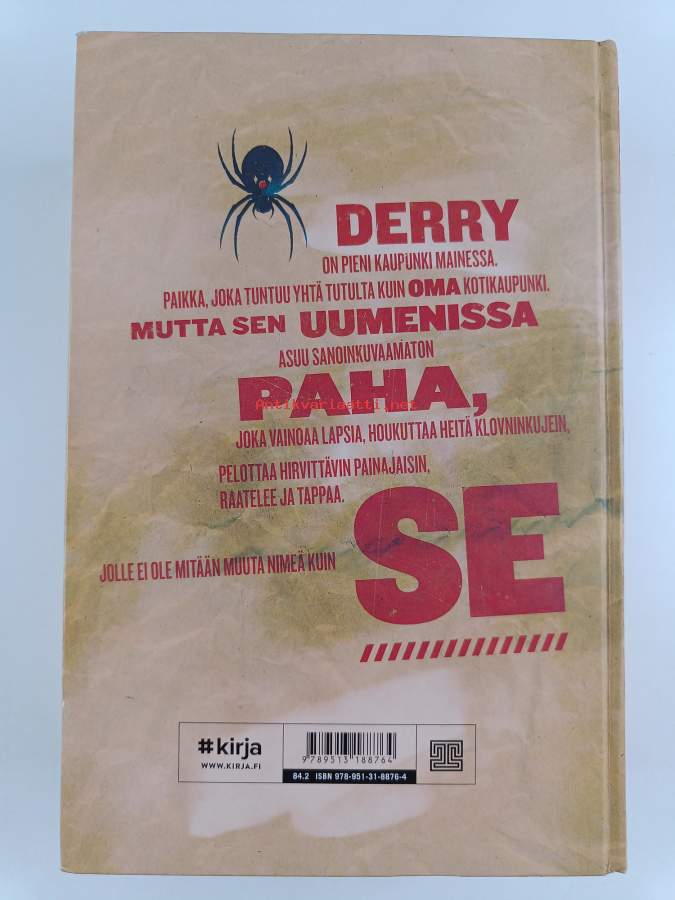 DERRY
ON PIENI KAUPUNKI MAINESSA.
PAIKKA, JOKA TUNTUU YHTÄ TUTULTA KUIN OMA KOTIKAUPUNKI.
MUTTA SEN UUMENISSA
ASUU SANOINKUVAAMATON
PAHA,
Antikvariaatti.net
JOKA VAINOAA LAPSIA, HOUKUTTAA HEITÄ KLOVNINKUJEIN,
PELOTTAA HIRVITTÄVIN PAINAJAISIN,
RAATELEE JA TAPPAA.
JOLLE EI OLE MITÄÄN MUUTA NIMEÄ KUIN SE
#kirja
WWW.KIRJA.FI
9789513188764
84.2 ISBN 978-951-31-8876-4